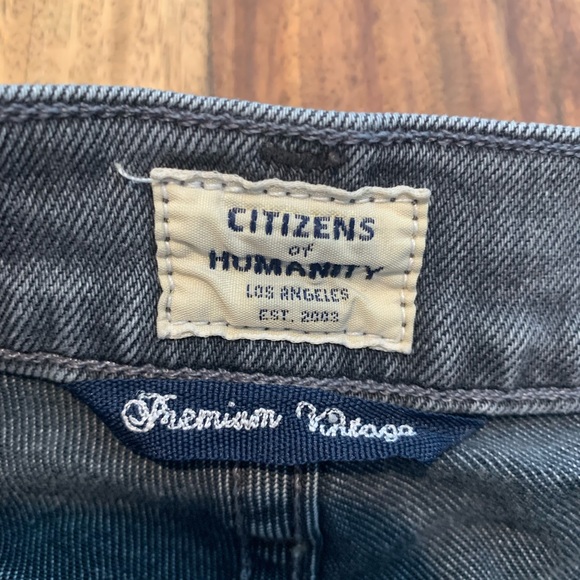 CITIZENS
of
HUMANITY
LOS ANGELES
EST. 2003
Premium Vintage